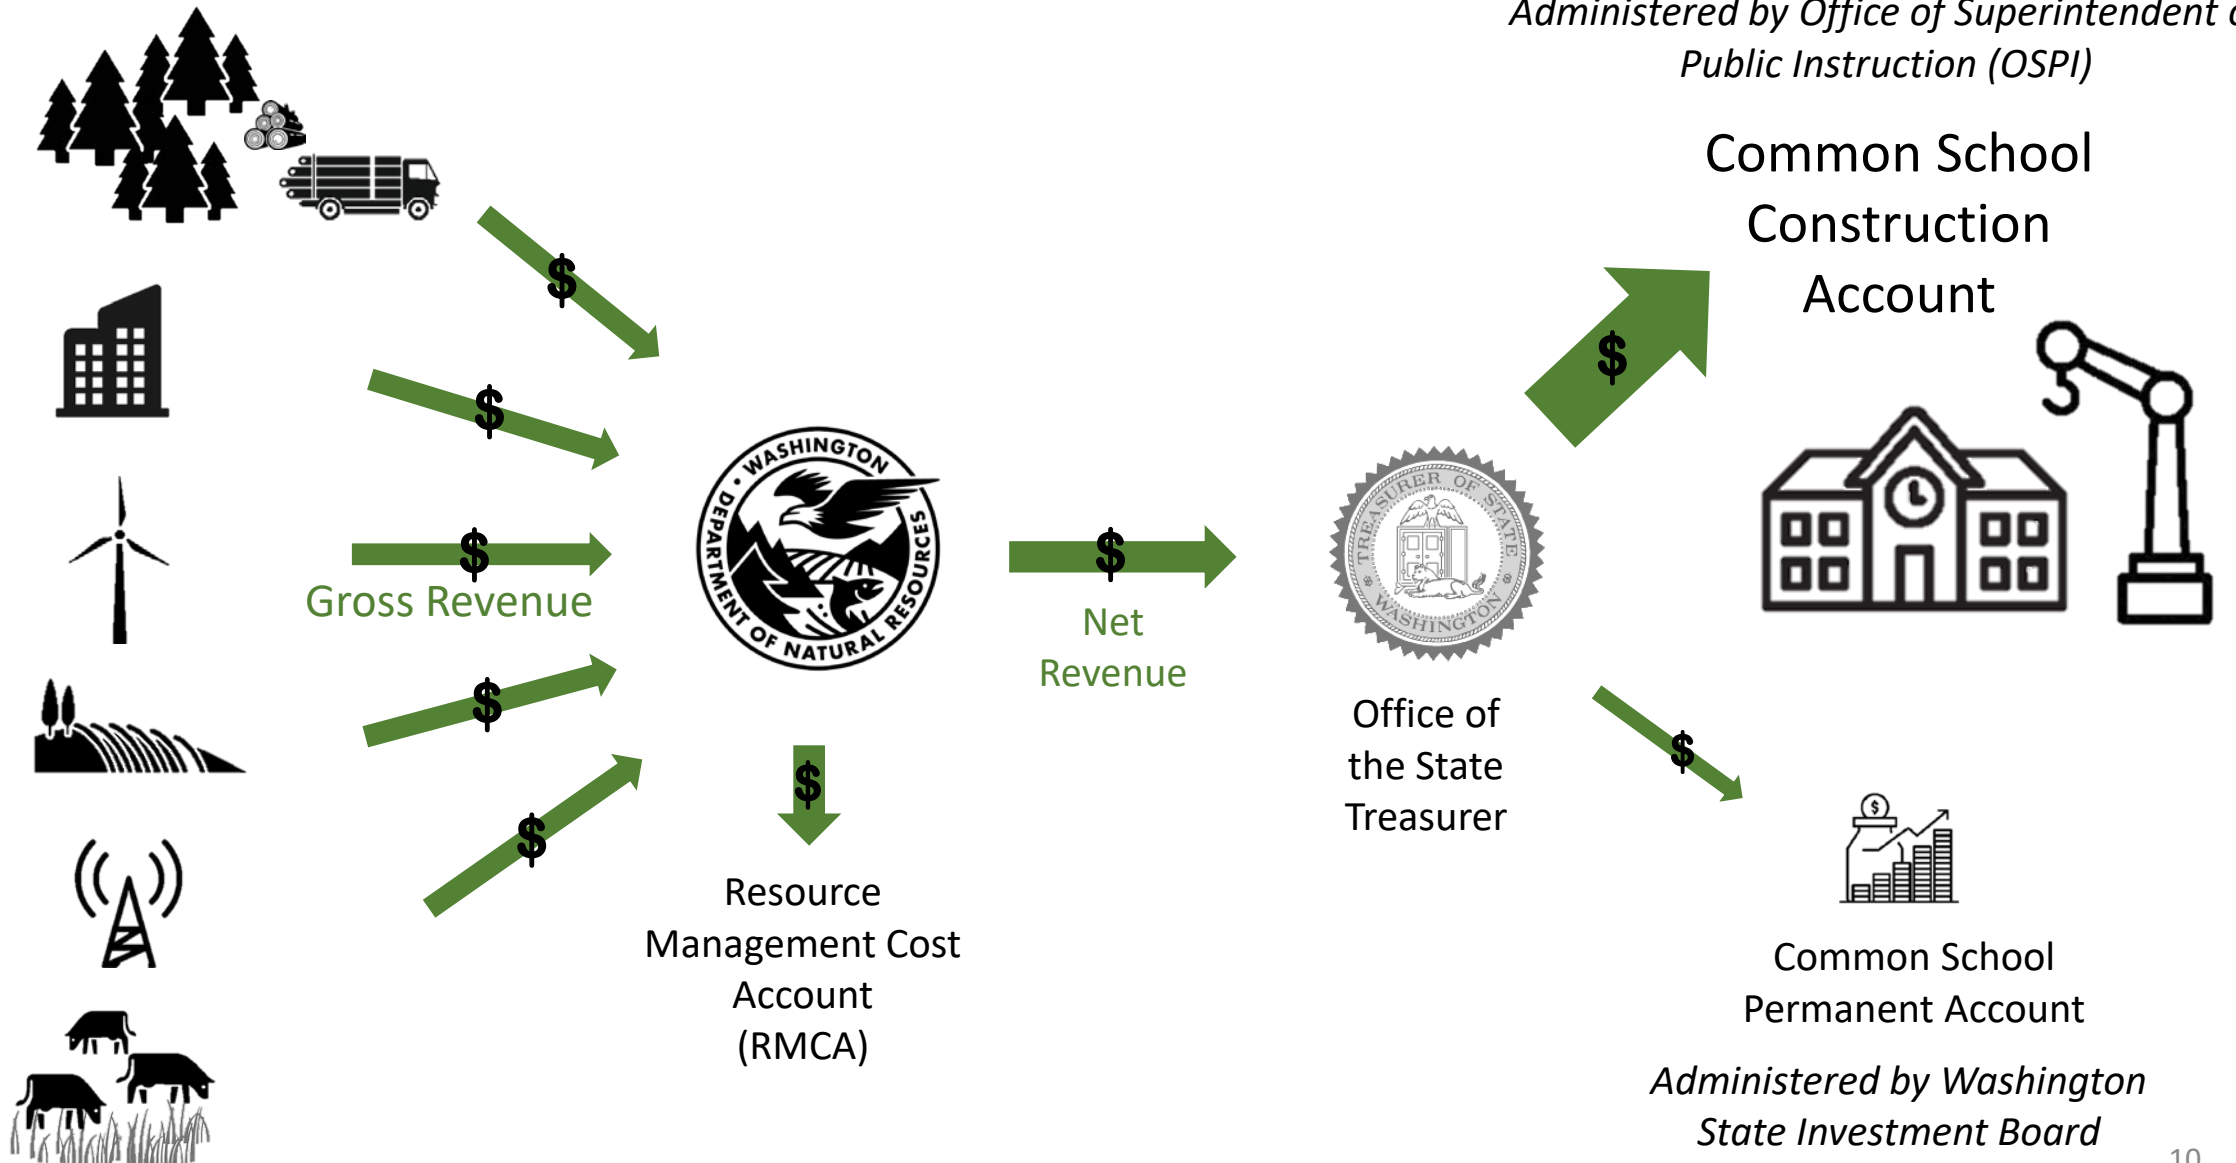 Administered by Office of Superintendent
Public Instruction (OSPI)
Common School
Construction
Account
$
$
$
$
$
$
$
$
$
Gross Revenue
WASHINGTON
DEPARTMENT OF NATURAL RESOURCES
Net
Revenue
TREASURER OF STATE
WASHINGTON
Office of
the State
Treasurer
Resource
Management Cost
Account
(RMCA)
$
Common School
Permanent Account
Administered by Washington
State Investment Board
10